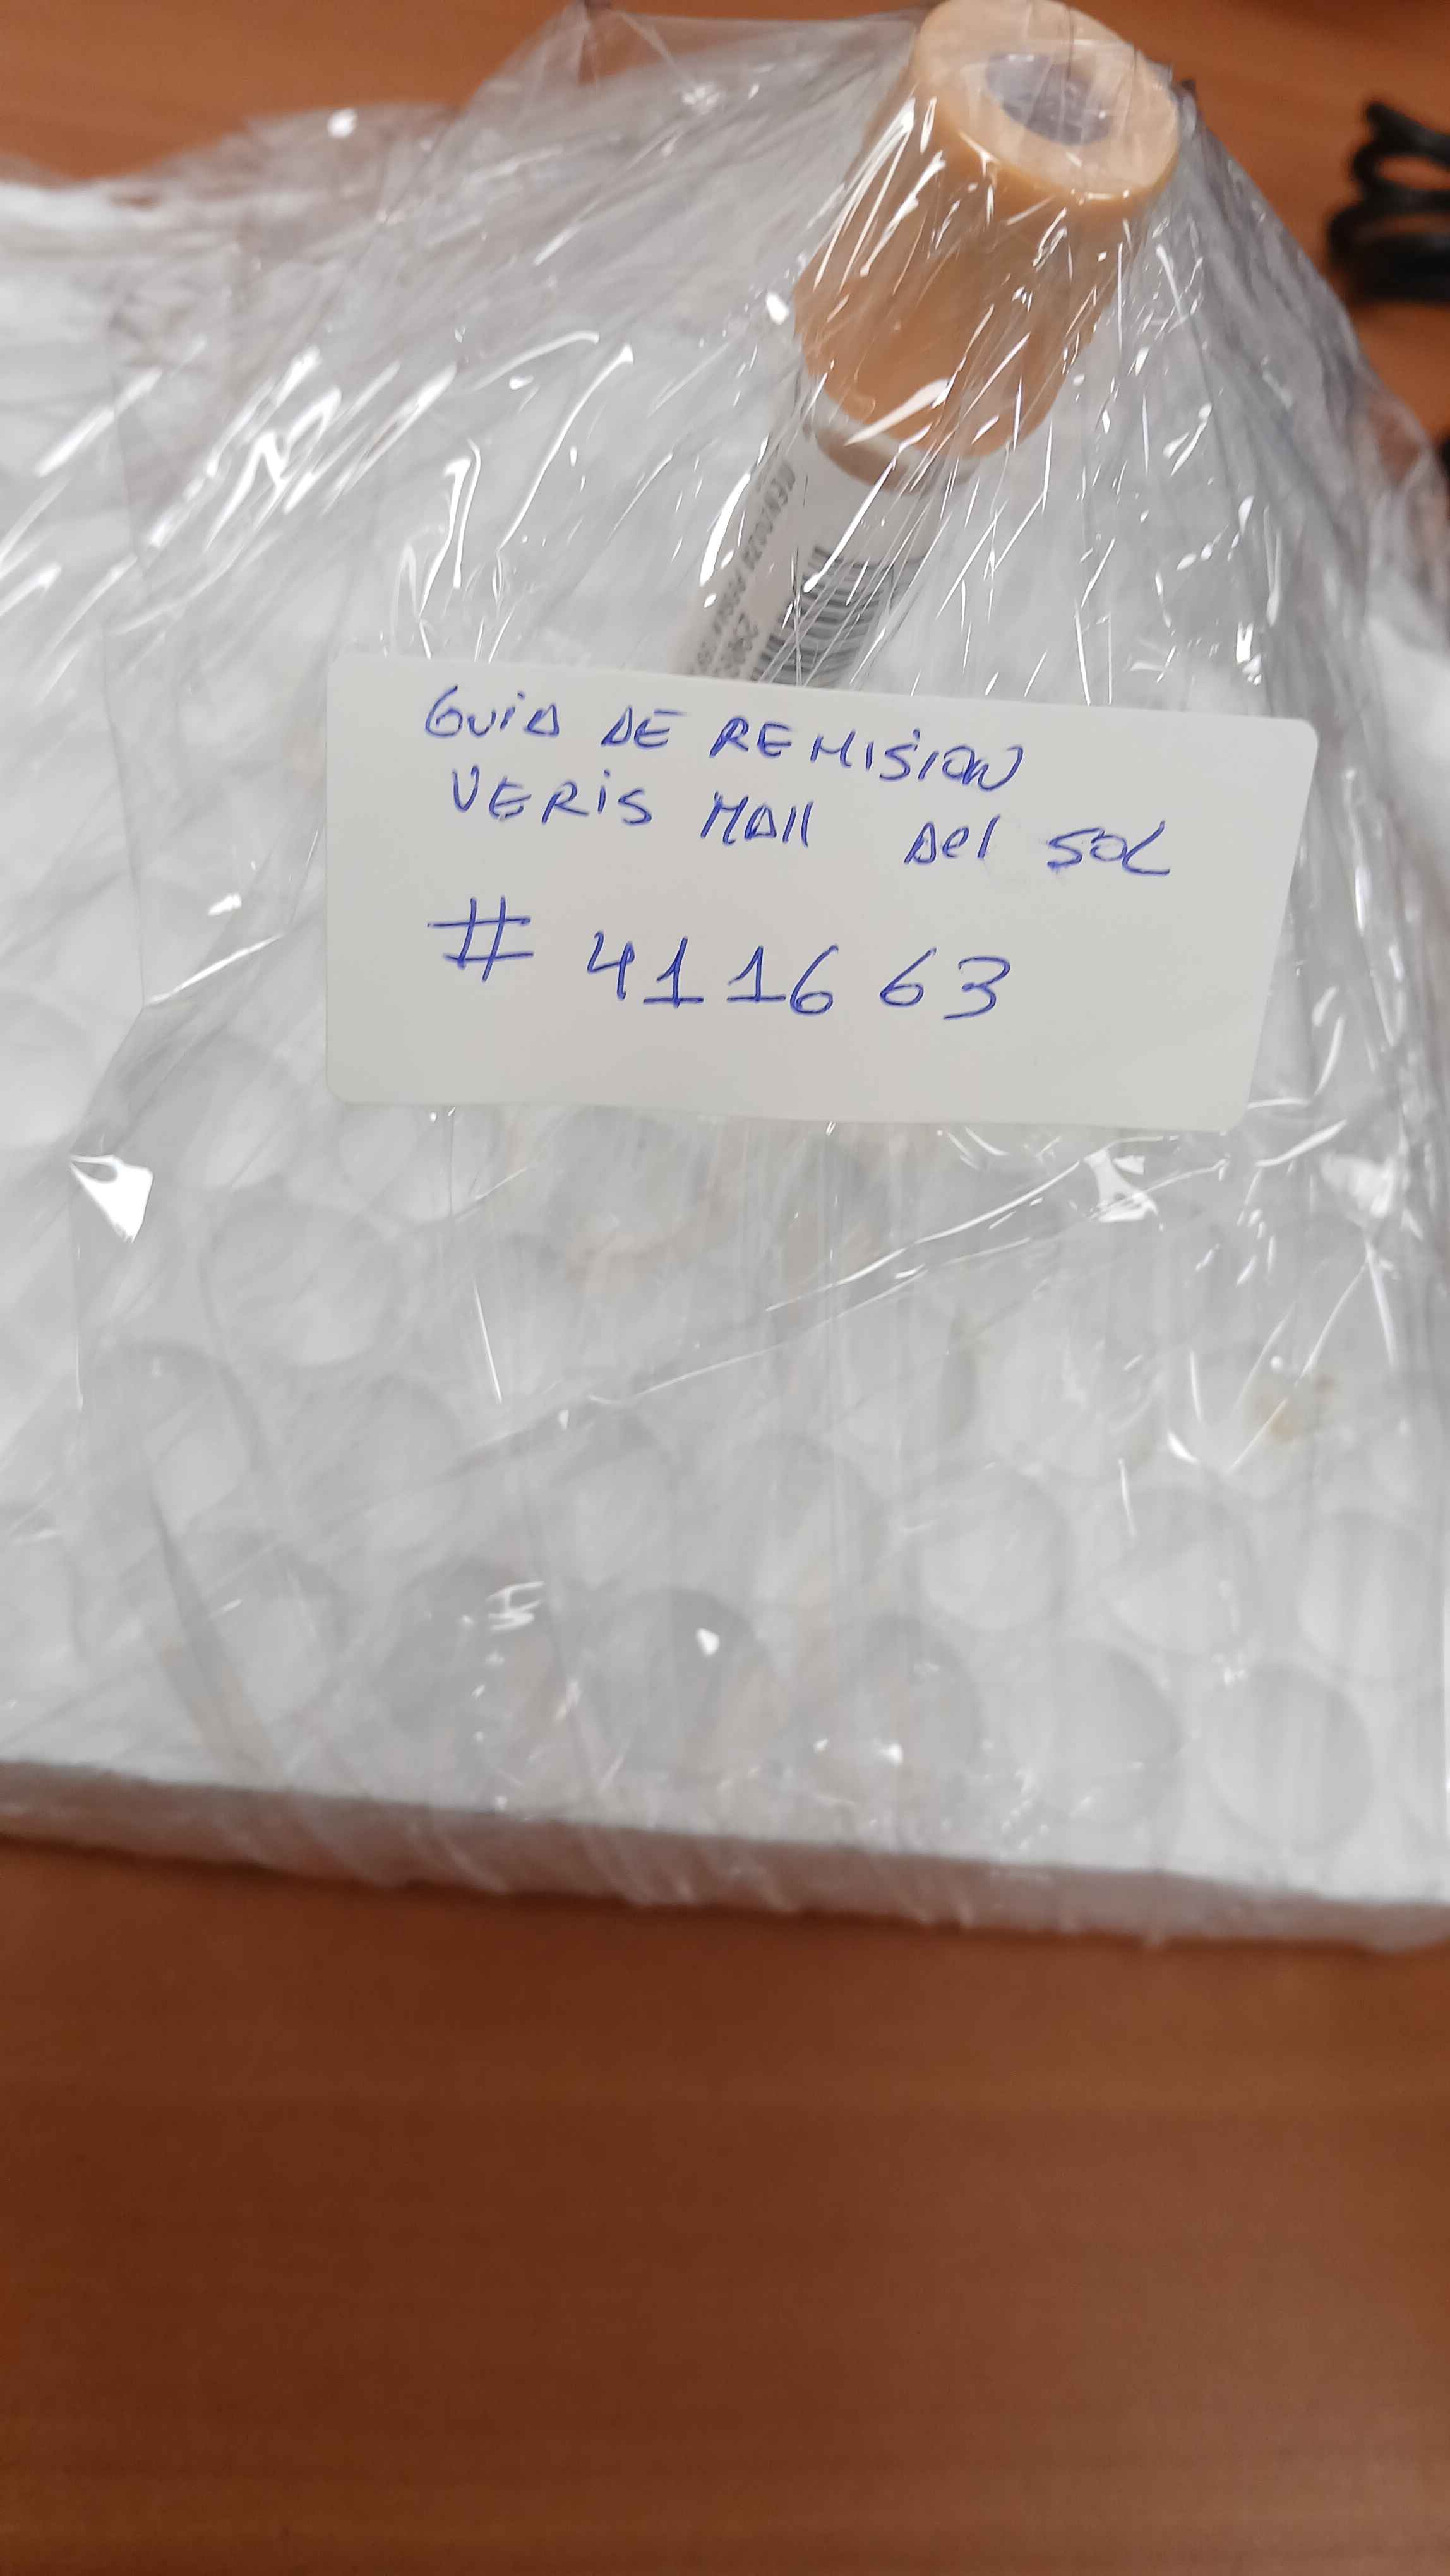 GUIA DE REMISION
VERIS MALL DEL SOL
# 411663